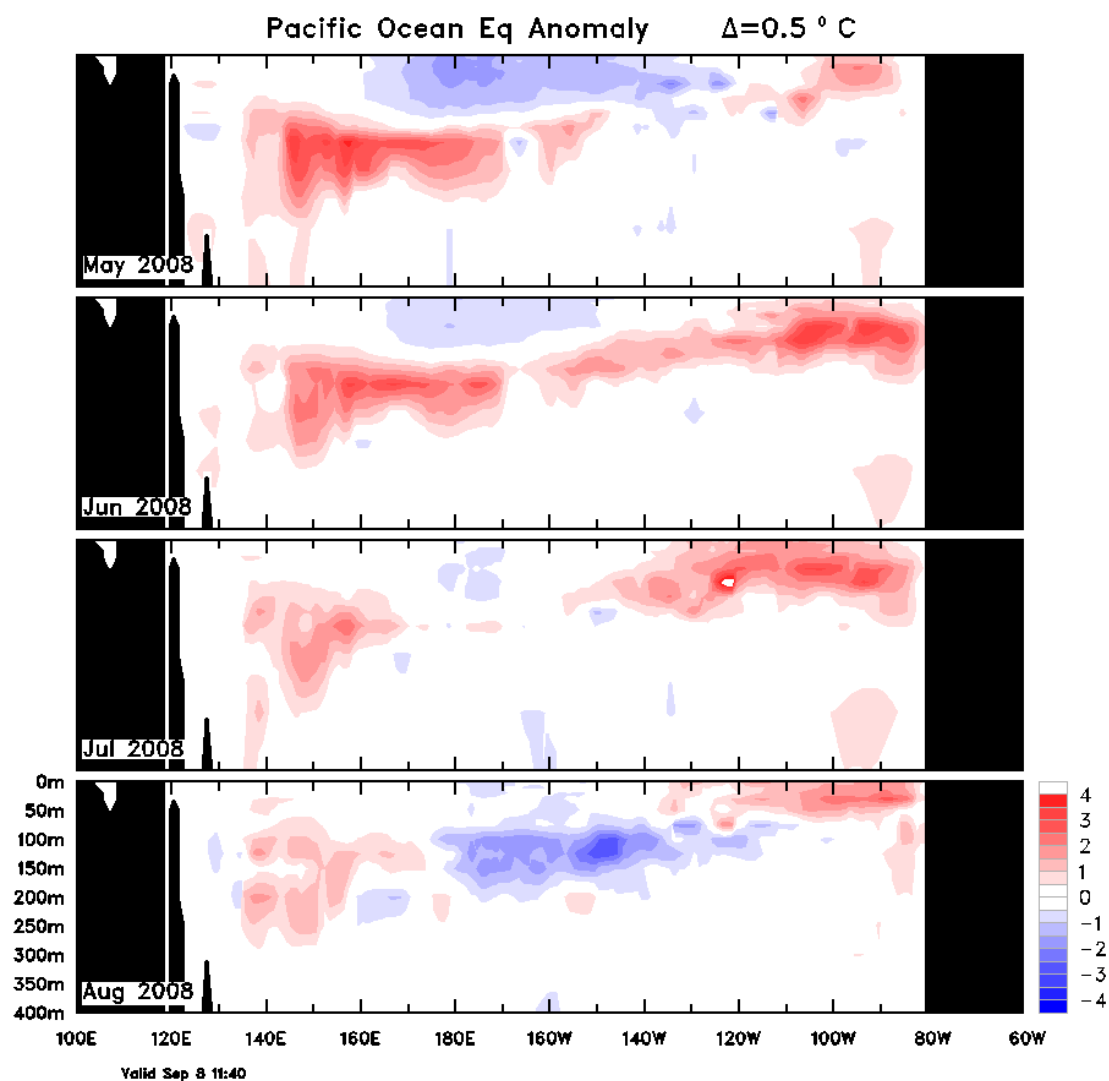 Pacific Ocean Eq Anomaly Δ=0.5 ° C
May 2008
Jun 2008
Jul 2008
0m
50m
100m
150m
200m
250m
300m
350m
400m
Aug 2008
4
3
2
1
0
-1
-2
-3
-4
100E 120E 140E 160E 180E 160W 140W 120W 100W 80W 60W
Valid Sep 8 11:40